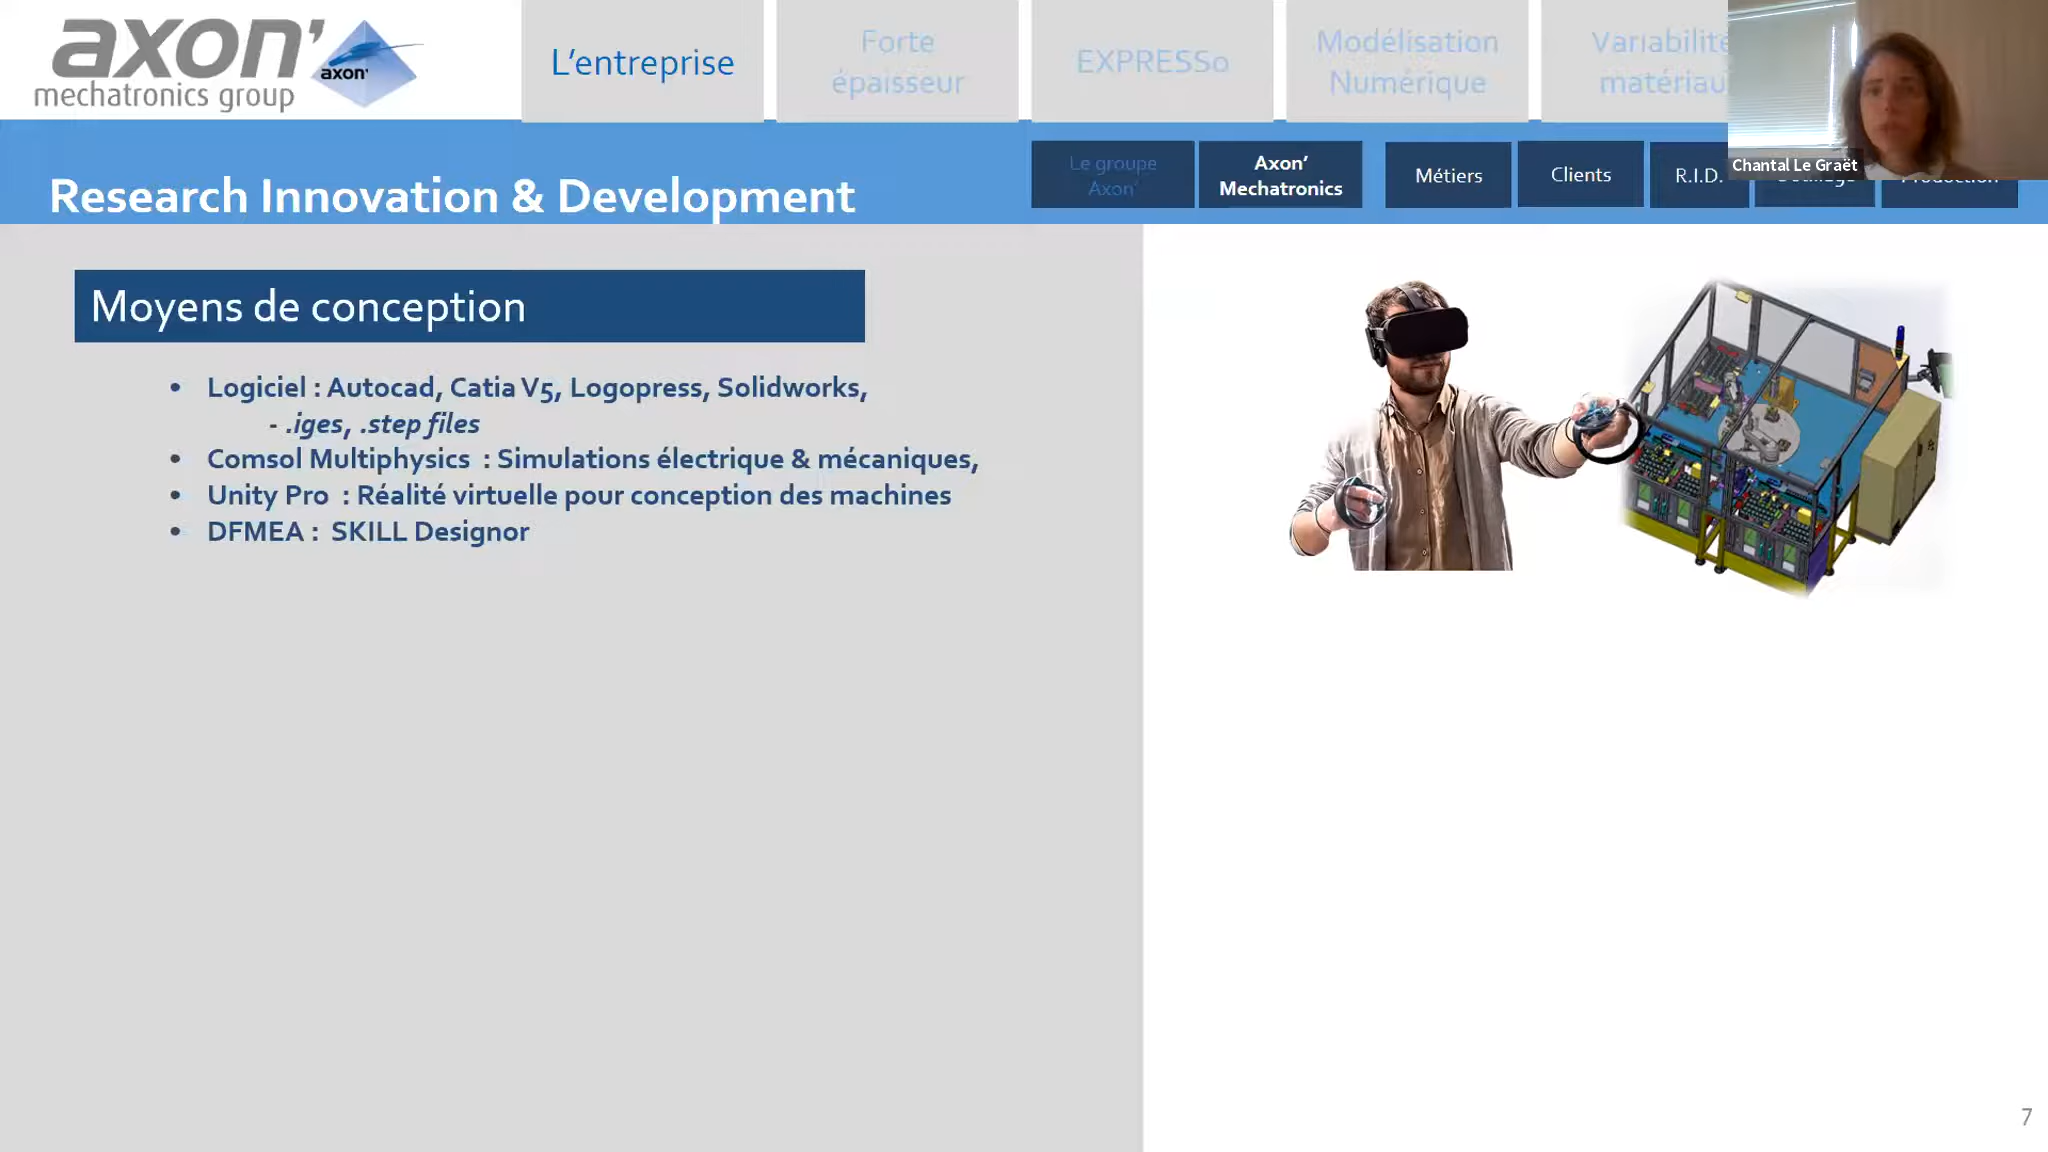 axon'
axon'
mechatronics group
L'entreprise
Forte
épaisseur
EXPRESSo
Modélisation
Numérique
Variabilité
matériau
Chantal Le Graët
Research Innovation & Development
Le groupe
Axon'
Axon'
Mechatronics
Métiers
Clients
R.I.D.
Moyens de conception
• Logiciel : Autocad, Catia V5, Logopress, Solidworks,
- .iges, .step files
• Comsol Multiphysics : Simulations électrique & mécaniques,
• Unity Pro : Réalité virtuelle pour conception des machines
• DFMEA : SKILL Designor
7